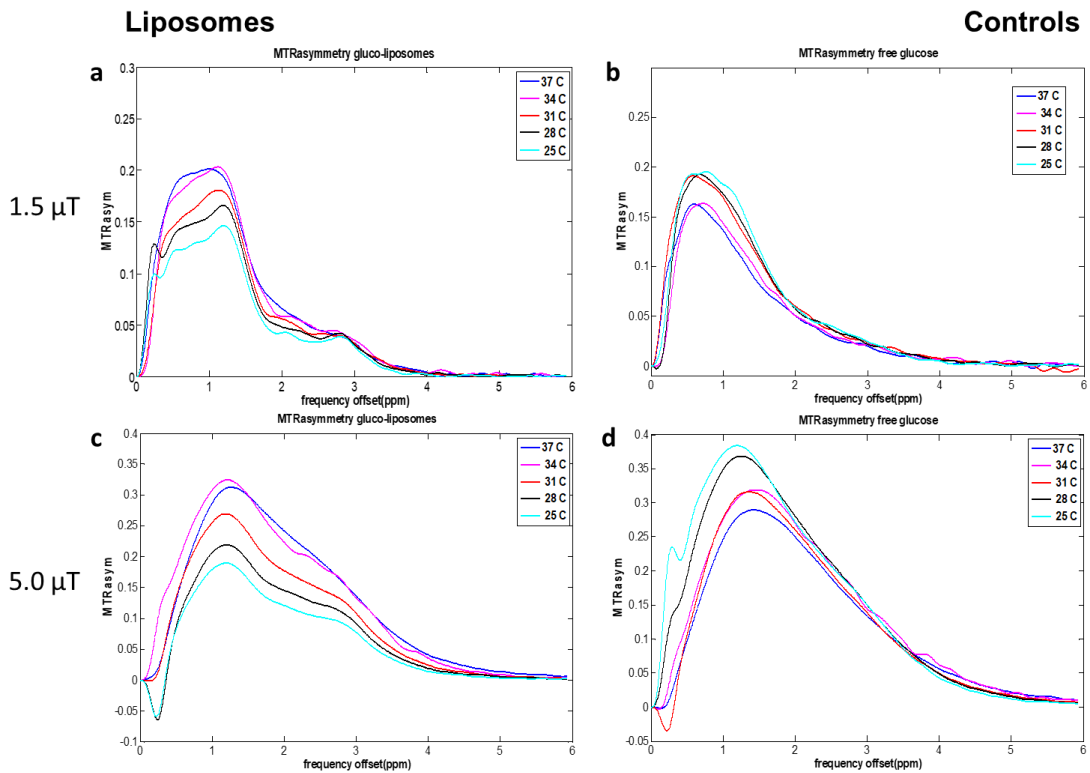 Liposomes
Controls
1.5 µT
5.0 µT
a
MTRasymmetry gluco-liposomes
0.3
0.25
0.2
0.15
0.1
0.05
0
MTRasym
0 1 2 3 4 5 6
frequency offset(ppm)
37 C
34 C
31 C
28 C
25 C
b
MTRasymmetry free glucose
0.25
0.2
0.15
0.1
0.05
0
MTRasym
0 1 2 3 4 5 6
frequency offset(ppm)
37 C
34 C
31 C
28 C
25 C
c
MTRasymmetry gluco-liposomes
0.4
0.35
0.3
0.25
0.2
0.15
0.1
0.05
0
-0.05
-0.1
MTRasym
0 1 2 3 4 5 6
frequency offset(ppm)
37 C
34 C
31 C
28 C
25 C
d
MTRasymmetry free glucose
0.4
0.35
0.3
0.25
0.2
0.15
0.1
0.05
0
-0.05
MTRasym
0 1 2 3 4 5 6
frequency offset(ppm)
37 C
34 C
31 C
28 C
25 C